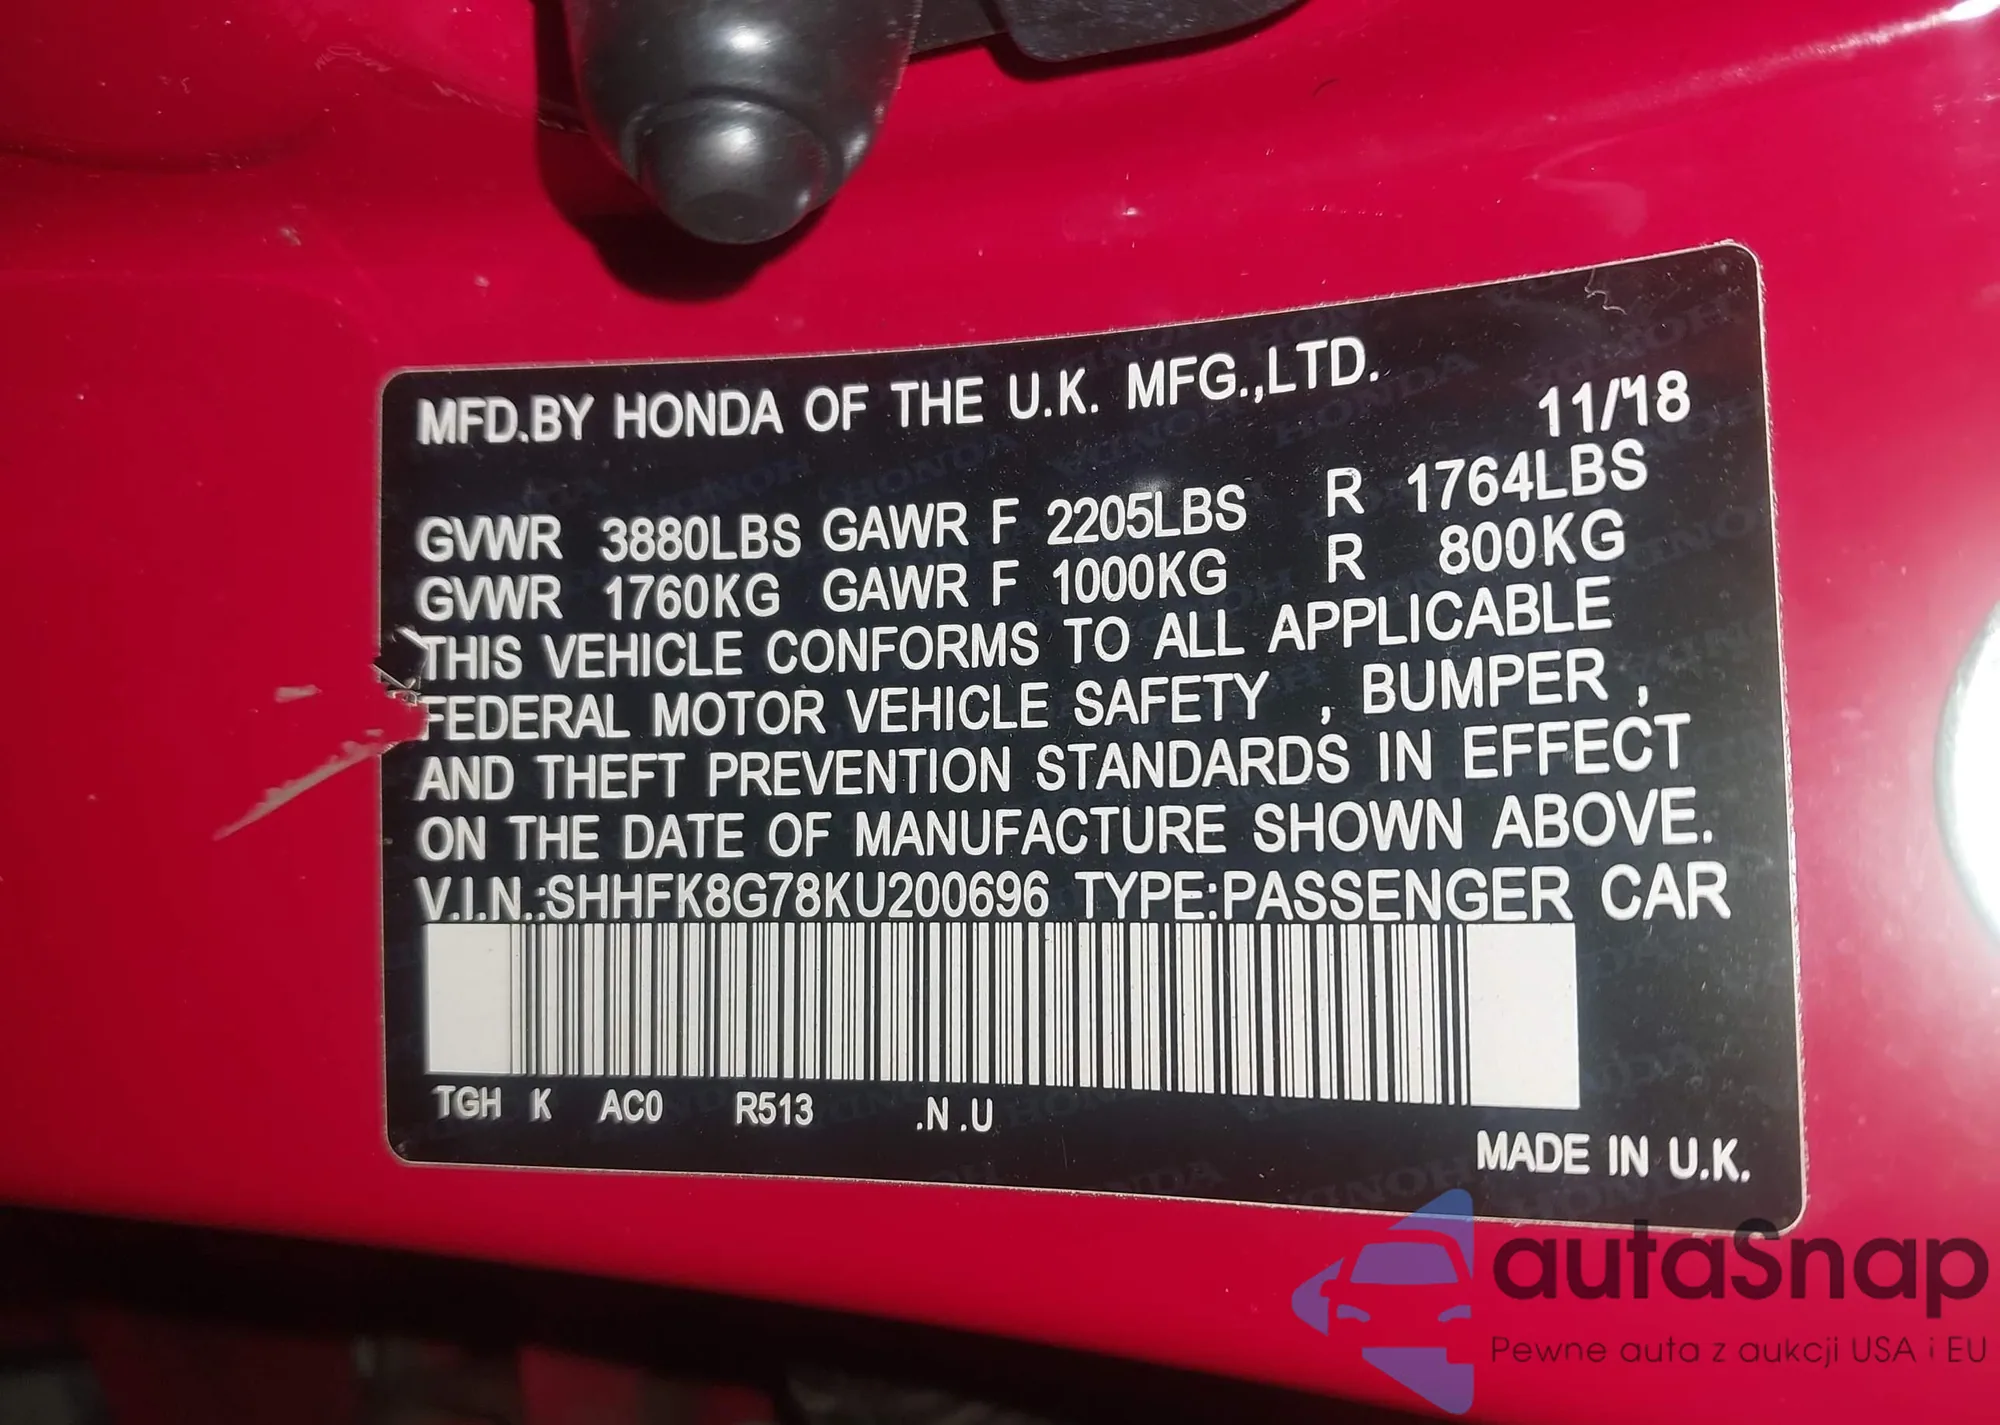 MFD.BY HONDA OF THE U.K. MFG.,LTD.
11/18
GVWR 3880LBS GAWR F 2205LBS R 1764LBS
GVWR 1760KG GAWR F 1000KG R 800KG
THIS VEHICLE CONFORMS TO ALL APPLICABLE
FEDERAL MOTOR VEHICLE SAFETY , BUMPER ,
AND THEFT PREVENTION STANDARDS IN EFFECT
ON THE DATE OF MANUFACTURE SHOWN ABOVE.
V.I.N.:SHHFK8G78KU200696 TYPE:PASSENGER CAR
TGH K AC0 R513 .N .U
MADE IN U.K.
autaSnap
Pewne auta z aukcji USA i EU